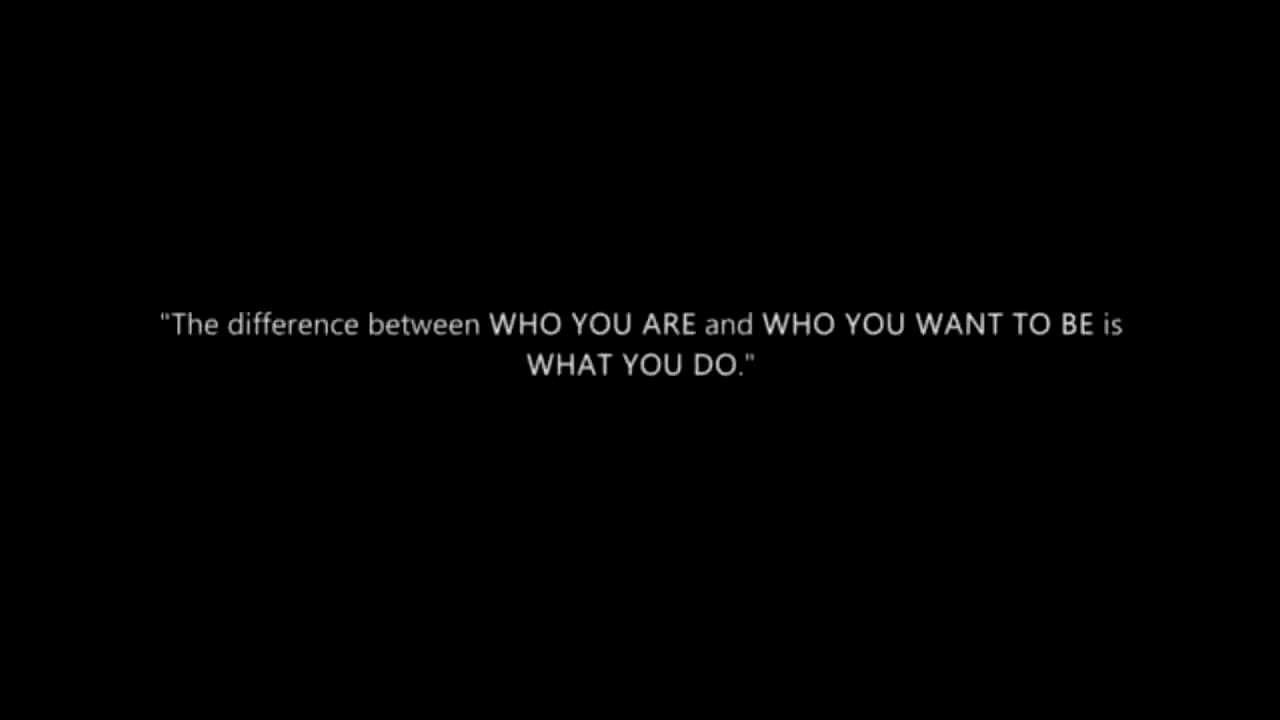 "The difference between WHO YOU ARE and WHO YOU WANT TO BE is
WHAT YOU DO."